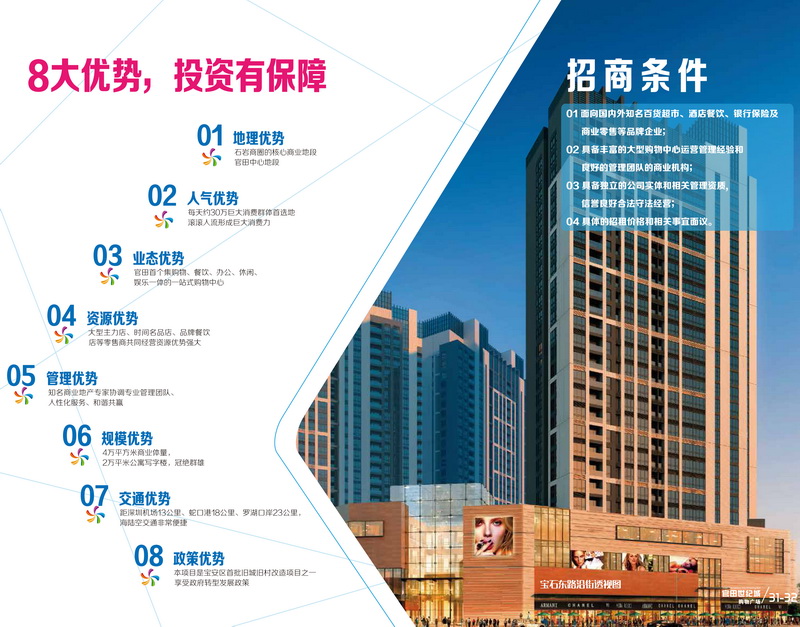 8大优势，投资有保障
01 地理优势
石岩商圈的核心商业地段
官田中心地段
02 人气优势
每天约30万巨大消费群体首选地
滚滚人流形成巨大消费力
03 业态优势
官田首个集购物、餐饮、办公、休闲、
娱乐一体的一站式购物中心
04 资源优势
大型主力店、时间名品店、品牌餐饮
店等零售商共同经营资源优势强大
05 管理优势
知名商业地产专家协调专业管理团队、
人性化服务、和谐共赢
06 规模优势
4万平方米商业体量，
2万平米公寓写字楼，冠绝群雄
07 交通优势
距深圳机场13公里、蛇口港18公里、罗湖口岸23公里，
海陆空交通非常便捷
08 政策优势
本项目是宝安区首批旧城旧村改造项目之一
享受政府转型发展政策
招商条件
01 面向国内外知名百货超市、酒店餐饮、银行保险及
商业零售等品牌企业；
02 具备丰富的大型购物中心运营管理经验和
良好的管理团队的商业机构；
03 具备独立的公司实体和相关管理资质，
信誉良好合法守法经营；
04 具体的招租价格和相关事宜面议。
宝石东路沿街透视图
ARMANI CHANEL
官田世纪城
购物广场
31-32